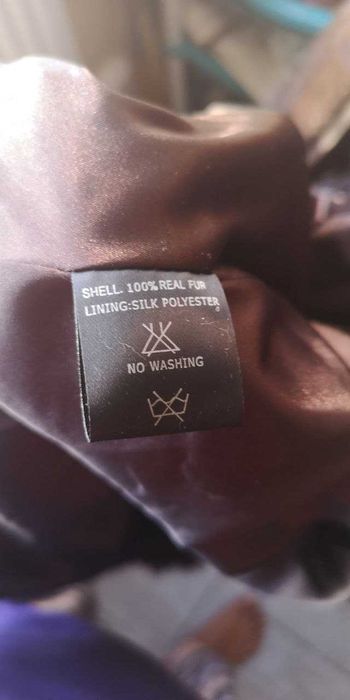 SHELL. 100% REAL FUR
LINING:SILK POLYESTER
NO WASHING